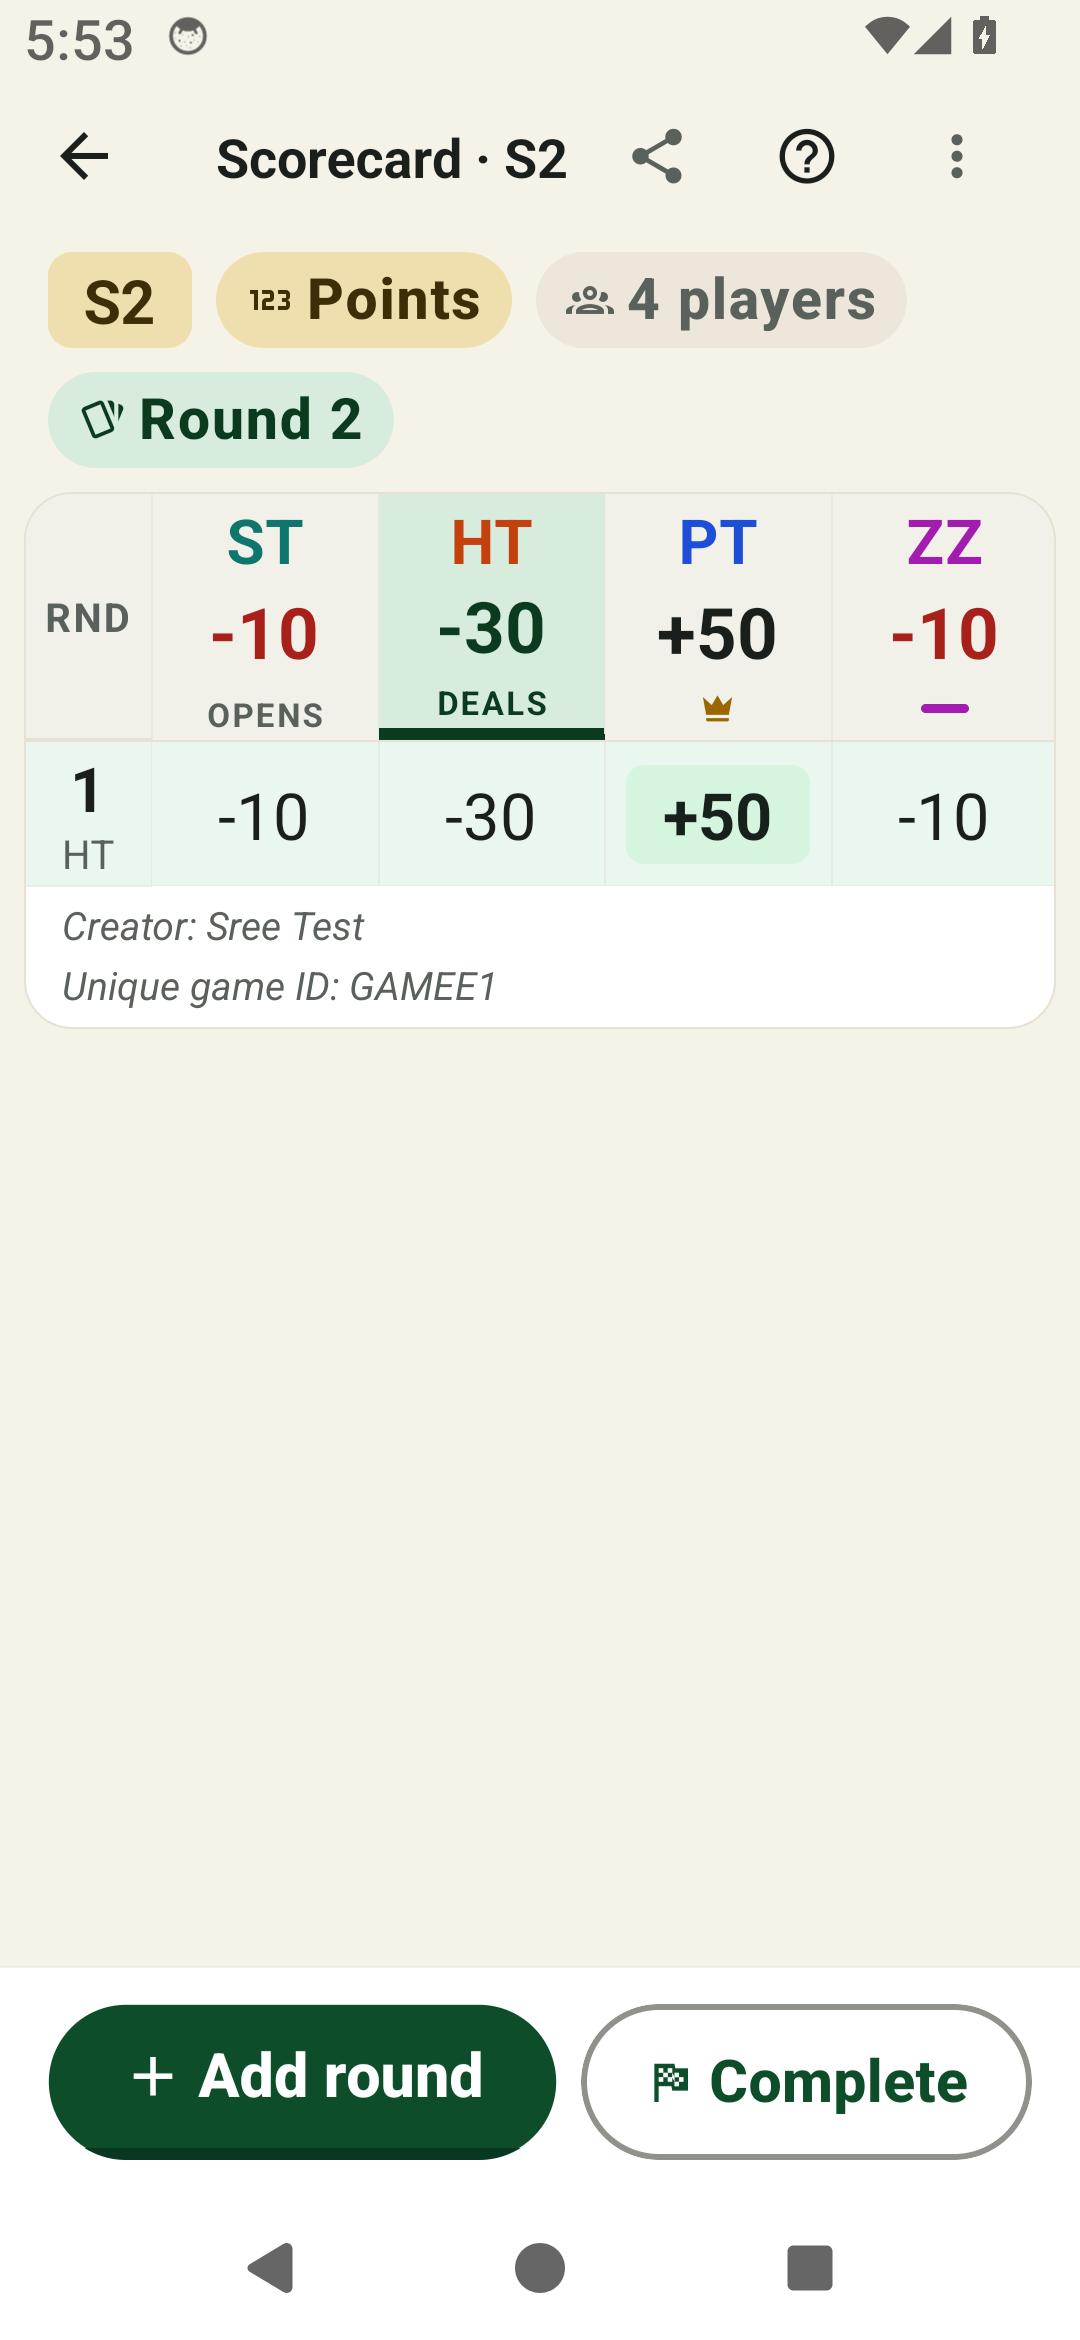 5:53
Scorecard · S2
S2
123 Points
4 players
Round 2
RND
ST
HT
PT
ZZ
-10
-30
+50
-10
OPENS
DEALS
1
HT
-10
-30
+50
-10
Creator: Sree Test
Unique game ID: GAMEE1
+ Add round
Complete